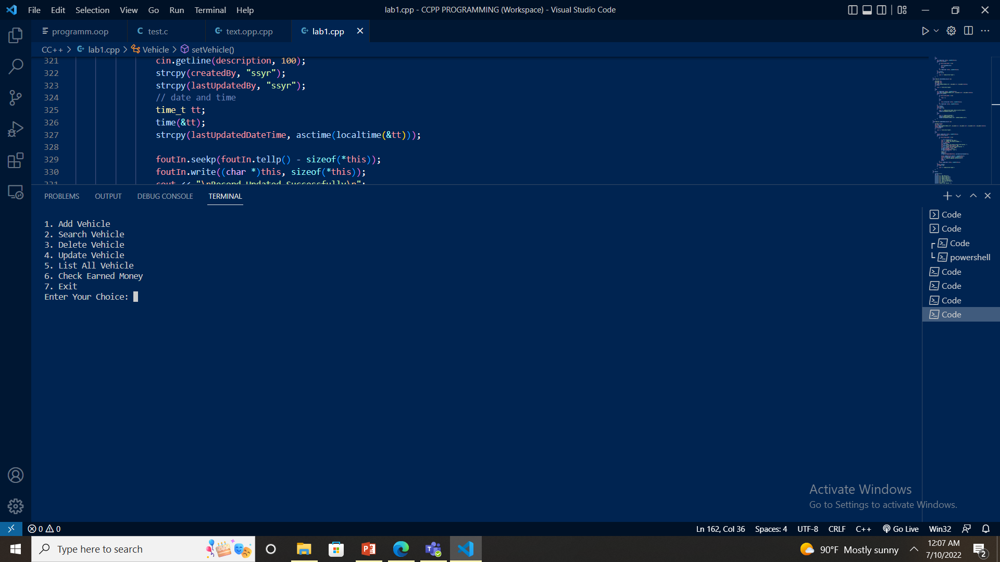 File Edit Selection View Go Run Terminal Help
lab1.cpp - CCPP PROGRAMMING (Workspace) - Visual Studio Code
programm.oop
test.c
text.opp.cpp
lab1.cpp
CC++ > lab1.cpp > Vehicle > setVehicle()
321 cin.getline(description, 100);
322 strcpy(createdBy, "ssyr");
323 strcpy(lastUpdatedBy, "ssyr");
324 // date and time
325 time_t tt;
326 time(&tt);
327 strcpy(lastUpdatedDateTime, asctime(localtime(&tt)));
328
329 foutIn.seekp(foutIn.tellp() - sizeof(*this));
330 foutIn.write((char *)this, sizeof(*this));
331 cout << "\nRecord Updated Successfully\n";
PROBLEMS OUTPUT DEBUG CONSOLE TERMINAL
1. Add Vehicle
2. Search Vehicle
3. Delete Vehicle
4. Update Vehicle
5. List All Vehicle
6. Check Earned Money
7. Exit
Enter Your Choice:
Code
Code
Code
powershell
Code
Code
Code
Code
Activate Windows
Go to Settings to activate Windows.
0 0
Ln 162, Col 36 Spaces: 4 UTF-8 CRLF C++ Go Live Win32
Type here to search
90°F Mostly sunny
12:07 AM
7/10/2022
2